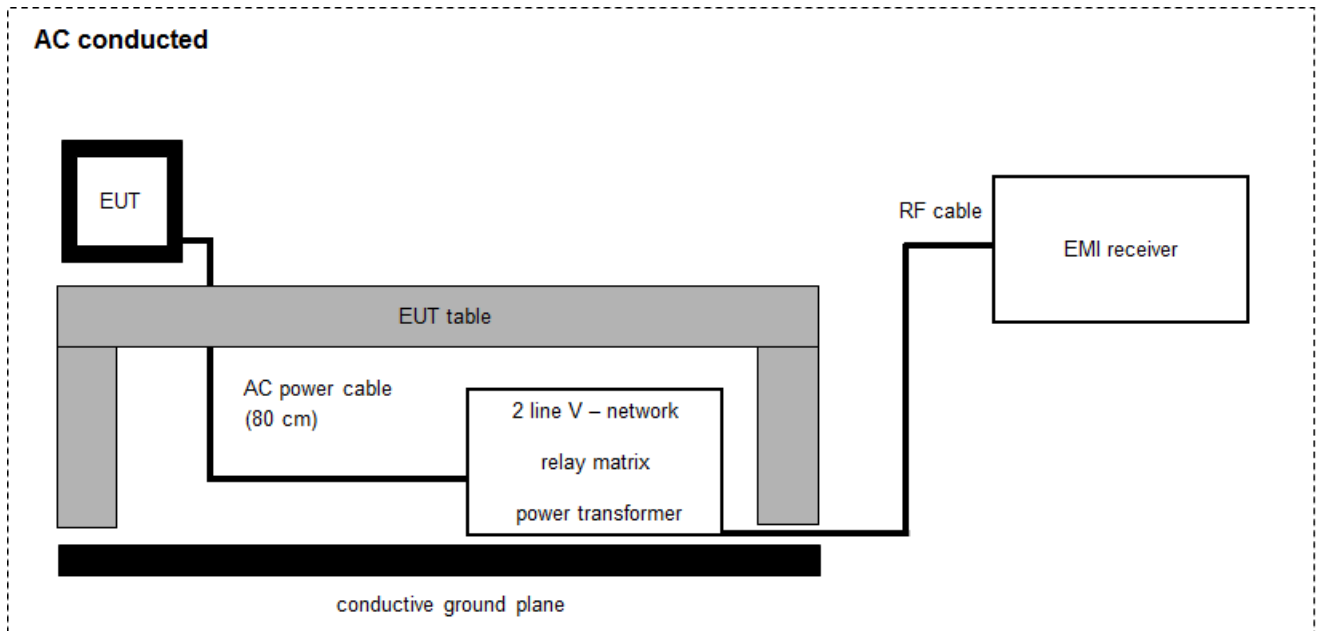 AC conducted
EUT
RF cable
EMI receiver
EUT table
AC power cable
(80 cm)
2 line V – network
relay matrix
power transformer
conductive ground plane